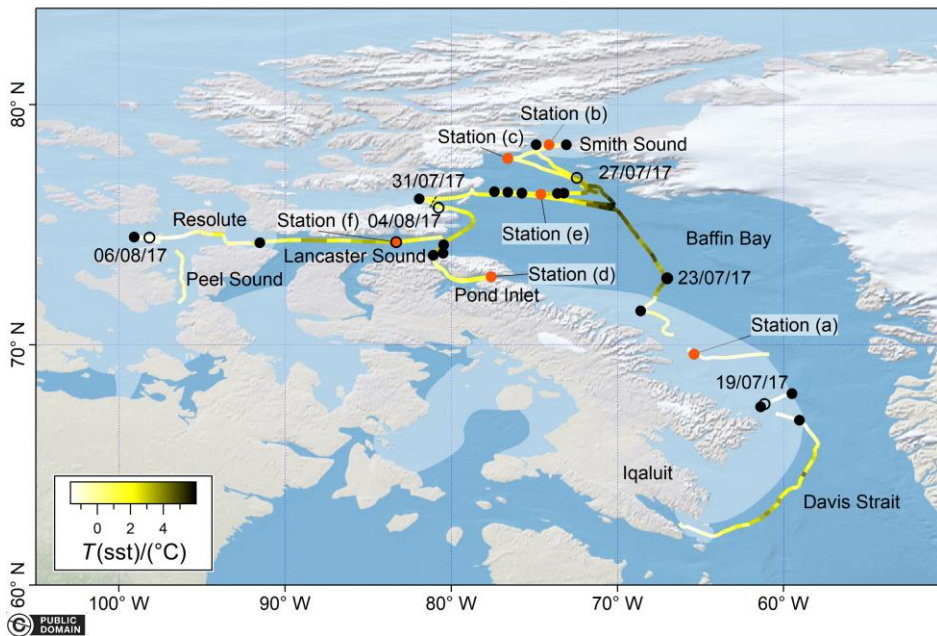 80° N
70° N
60° N
100° W
90° W
80° W
70° W
60° W
Station (b)
Station (c)
Smith Sound
27/07/17
31/07/17
Resolute
Station (f)
04/08/17
Station (e)
Baffin Bay
06/08/17
Lancaster Sound
Station (d)
23/07/17
Peel Sound
Pond Inlet
Station (a)
19/07/17
Iqaluit
Davis Strait
0 2 4
T(sst)/(°C)
PUBLIC
DOMAIN